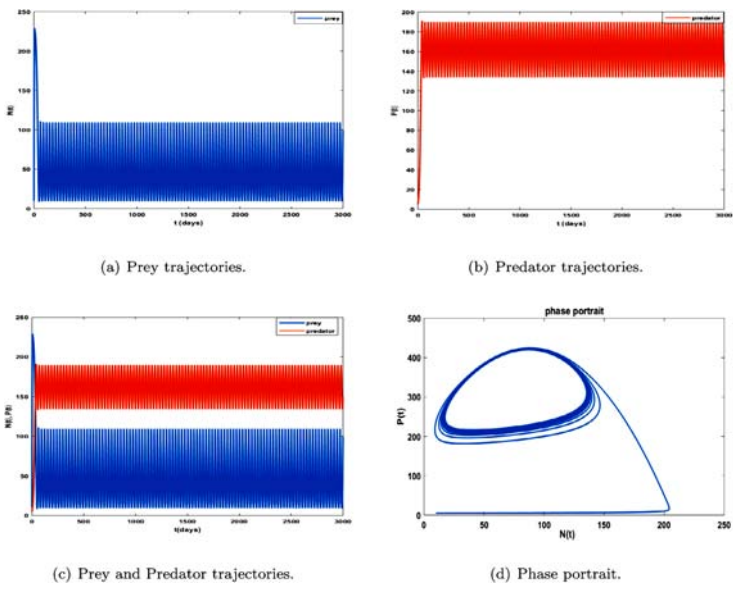 250
200
150
100
50
0
N(t)
0 500 1000 1500 2000 2500 3000
t (days)
prey
(a) Prey trajectories.
200
180
160
140
120
100
80
60
40
20
0
P(t)
0 500 1000 1500 2000 2500 3000
t (days)
predator
(b) Predator trajectories.
250
200
150
100
50
0
N(t), P(t)
0 500 1000 1500 2000 2500 3000
t(days)
prey
predator
(c) Prey and Predator trajectories.
phase portrait
500
400
300
200
100
0
P(t)
0 50 100 150 200 250
N(t)
(d) Phase portrait.